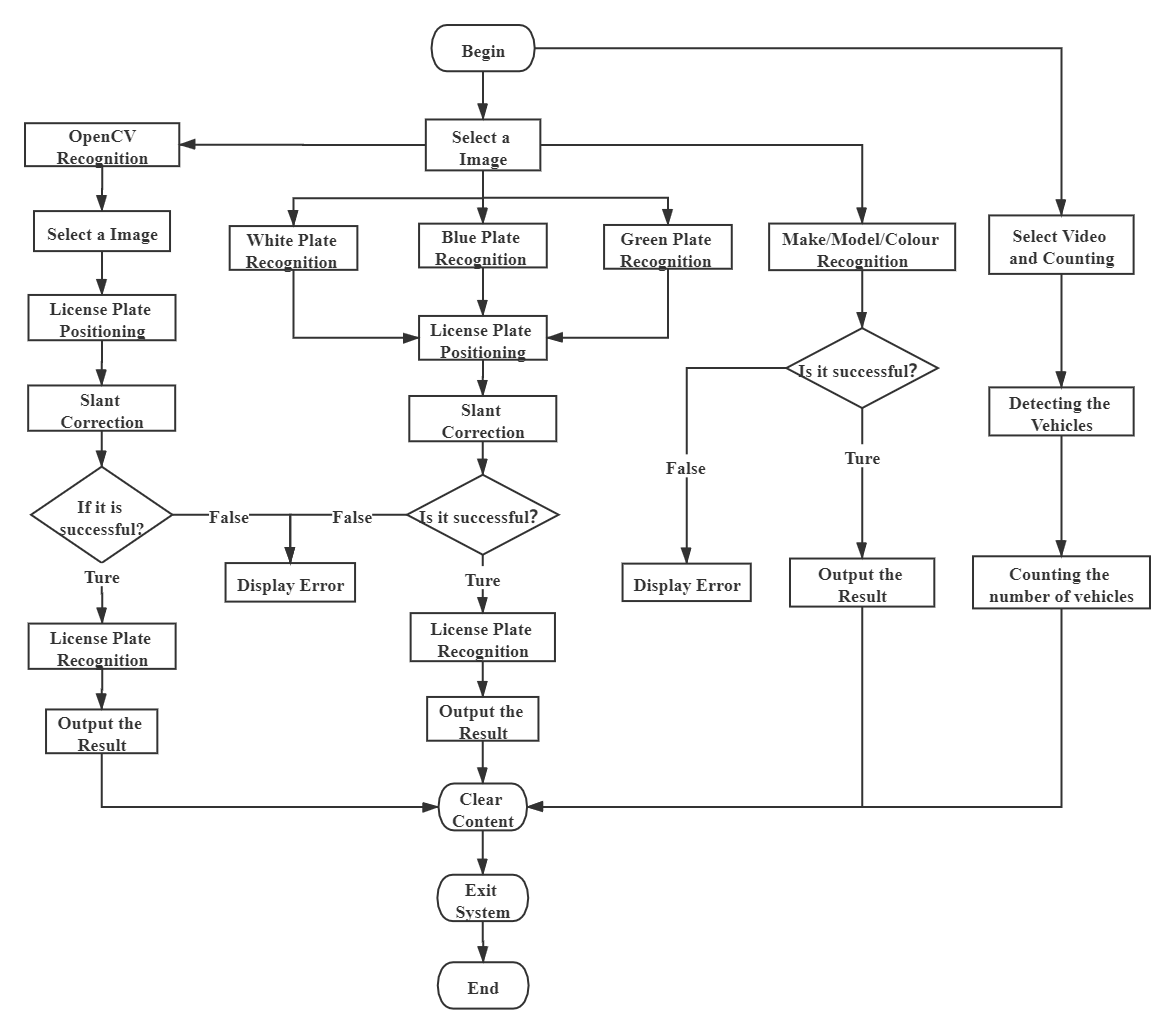 Begin
OpenCV
Recognition
Select a
Image
Select a Image
White Plate
Recognition
Blue Plate
Recognition
Green Plate
Recognition
Make/Model/Colour
Recognition
Select Video
and Counting
License Plate
Positioning
License Plate
Positioning
Is it successful?
Slant
Correction
Slant
Correction
Detecting the
Vehicles
False
Ture
If it is
successful?
False
False
Is it successful?
Ture
Display Error
Ture
Display Error
Output the
Result
Counting the
number of vehicles
License Plate
Recognition
License Plate
Recognition
Output the
Result
Output the
Result
Clear
Content
Exit
System
End